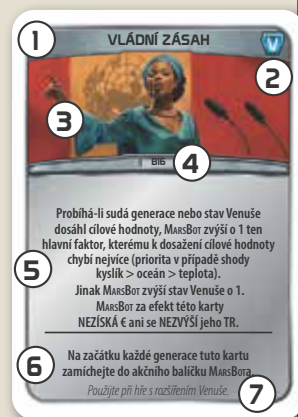 1
VLÁDNÍ ZÁSAH
V
2
3
B16
4
Probíhá-li sudá generace nebo stav Venuše
dosáhl cílové hodnoty, MARSBOT zvýší o 1 ten
hlavní faktor, kterému k dosažení cílové hodnoty
chybí nejvíce (priorita v případě shody
kyslík > oceán > teplota).
5
Jinak MARSBOT zvýší stav Venuše o 1.
MARSBOT za efekt této karty
NEZÍSKÁ € ani se NEZVÝŠÍ jeho TR.
6
Na začátku každé generace tuto kartu
zamíchejte do akčního balíčku MARSBOTA.
Použijte při hře s rozšířením Venuše.
7